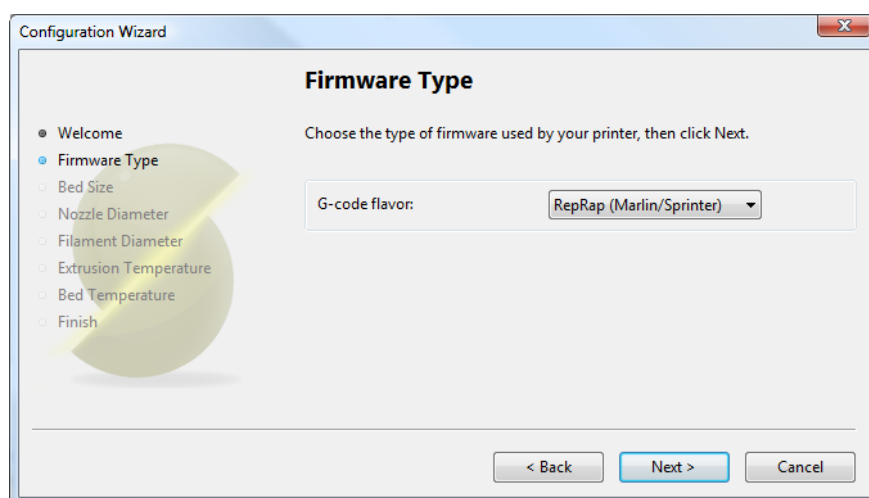 Configuration Wizard
Firmware Type
Welcome
Firmware Type
Bed Size
Nozzle Diameter
Filament Diameter
Extrusion Temperature
Bed Temperature
Finish
Choose the type of firmware used by your printer, then click Next.
G-code flavor:
RepRap (Marlin/Sprinter)
< Back
Next >
Cancel